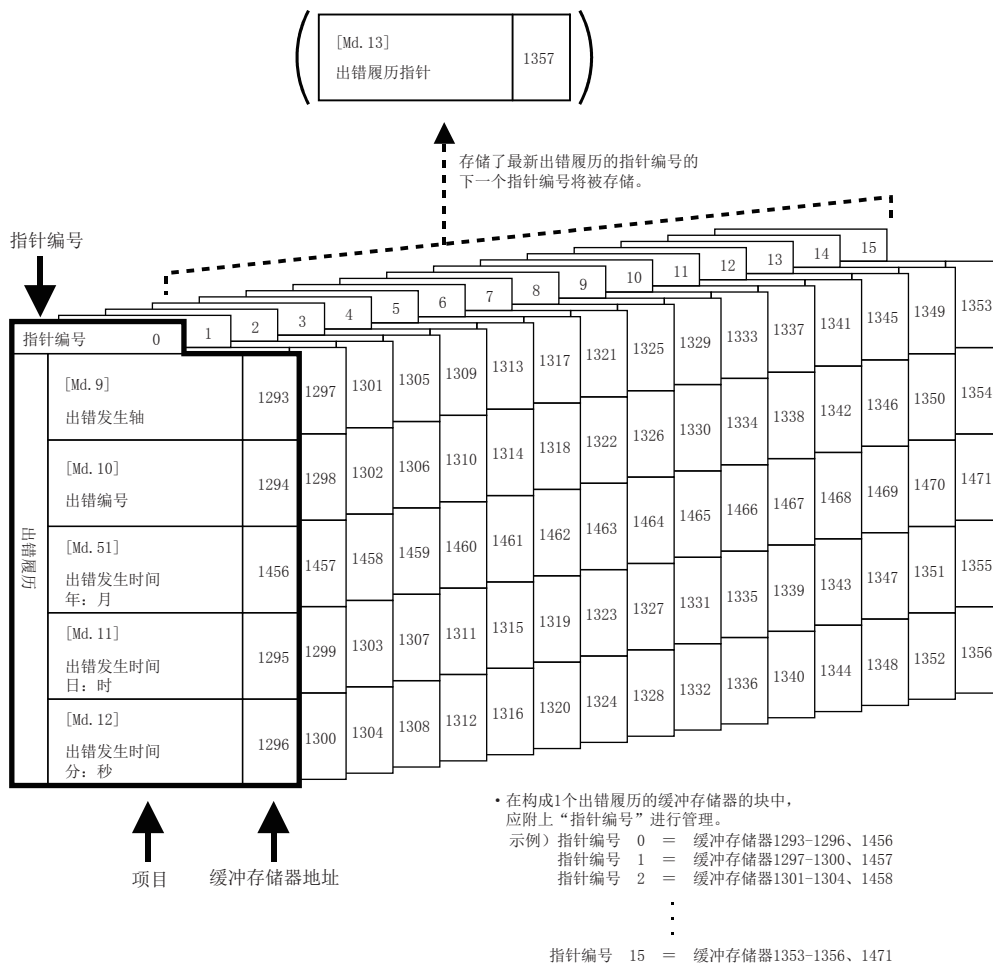 [Md.13]
出错履历指针
1357
存储了最新出错履历的指针编号的
下一个指针编号将被存储。
指针编号
指针编号 0
1 2 3 4 5 6 7 8 9 10 11 12 13 14 15
出错履历
[Md.9]
出错发生轴
1293 1297 1301 1305 1309 1313 1317 1321 1325 1329 1333 1337 1341 1345 1349 1353
[Md.10]
出错编号
1294 1298 1302 1306 1310 1314 1318 1322 1326 1330 1334 1338 1342 1346 1350 1354
[Md.51]
出错发生时间
年：月
1456 1457 1458 1459 1460 1461 1462 1463 1464 1465 1466 1467 1468 1469 1470 1471
[Md.11]
出错发生时间
日：时
1295 1299 1303 1307 1311 1315 1319 1323 1327 1331 1335 1339 1343 1347 1351 1355
[Md.12]
出错发生时间
分：秒
1296 1300 1304 1308 1312 1316 1320 1324 1328 1332 1336 1340 1344 1348 1352 1356
项目
缓冲存储器地址
・在构成1个出错履历的缓冲存储器的块中，
应附上“指针编号”进行管理。
示例）指针编号 0 ＝ 缓冲存储器1293-1296、1456
指针编号 1 ＝ 缓冲存储器1297-1300、1457
指针编号 2 ＝ 缓冲存储器1301-1304、1458
指针编号 15 ＝ 缓冲存储器1353-1356、1471